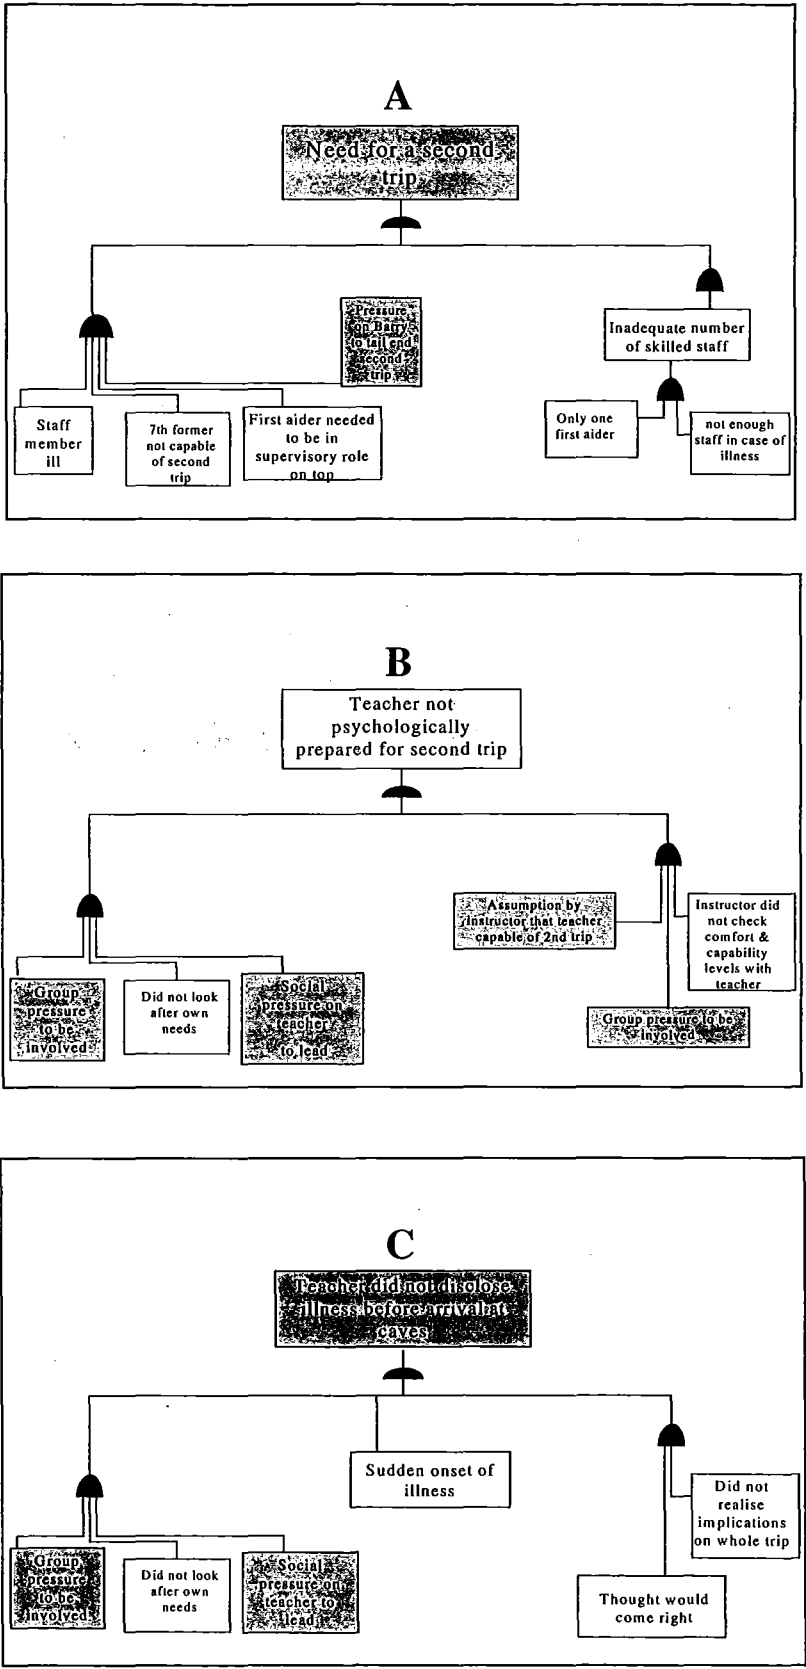 A
Need for a second
trip
Pressure
on Barry
to tail end
second
trip
Inadequate number
of skilled staff
Staff
member
ill
7th former
not capable
of second
trip
First aider needed
to be in
supervisory role
on top
Only one
first aider
not enough
staff in case of
illness
B
Teacher not
psychologically
prepared for second trip
Assumption by
instructor that teacher
capable of 2nd trip
Instructor did
not check
comfort &
capability
levels with
teacher
Group
pressure
to be
involved
Did not look
after own
needs
Social
pressure on
teacher
to lead
Group pressure to be
involved
C
Teacher did not disclose
illness before arrival at
caves
Sudden onset of
illness
Did not
realise
implications
on whole trip
Group
pressure
to be
involved
Did not look
after own
needs
Social
pressure on
teacher to
lead
Thought would
come right